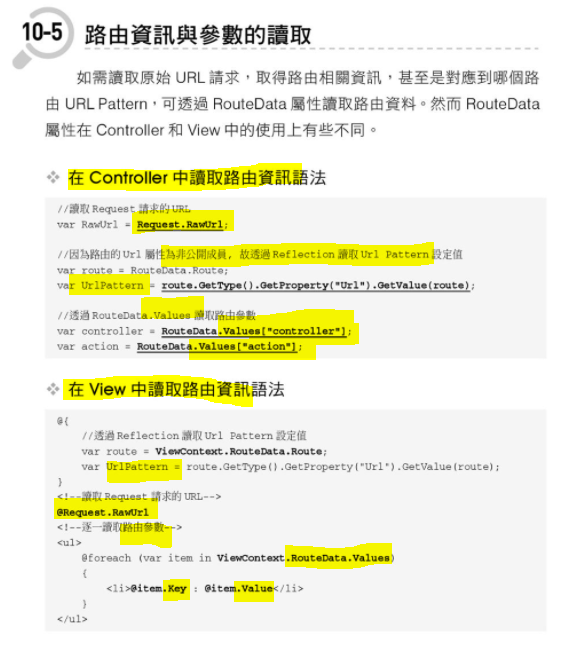 10-5 路由資訊與參數的讀取
如需讀取原始 URL 請求，取得路由相關資訊，甚至是對應到哪個路
由 URL Pattern，可透過 RouteData 屬性讀取路由資料。然而 RouteData
屬性在 Controller 和 View 中的使用上有些不同。
在 Controller 中讀取路由資訊語法
//讀取 Request 請求的 URL
var RawUrl = Request.RawUrl;
//因為路由的 Url 屬性為非公開成員, 故透過 Reflection 讀取 Url Pattern 設定值
var route = RouteData.Route;
var UrlPattern = route.GetType().GetProperty("Url").GetValue(route);
//透過 RouteData.Values 讀取路由參數
var controller = RouteData.Values["controller"];
var action = RouteData.Values["action"];
在 View 中讀取路由資訊語法
@{
//透過 Reflection 讀取 Url Pattern 設定值
var route = ViewContext.RouteData.Route;
var UrlPattern = route.GetType().GetProperty("Url").GetValue(route);
}
<!--讀取 Request 請求的 URL-->
@Request.RawUrl
<!--逐一讀取路由參數-->
<ul>
@foreach (var item in ViewContext.RouteData.Values)
{
<li>@item.Key : @item.Value</li>
}
</ul>